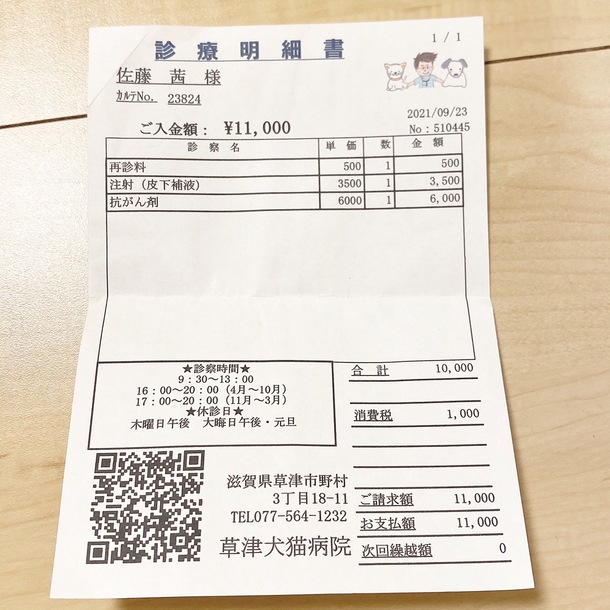 1 / 1
診療明細書
佐藤 茜 様
ｶﾙﾃNo. 23824
2021/09/23
ご入金額： ¥11,000
No：510445
診 察 名 単 価 数 金 額
再診料 500 1 500
注射（皮下補液） 3500 1 3,500
抗がん剤 6000 1 6,000
★診察時間★
9：30～13：00
16：00～20：00（4月～10月）
17：00～20：00（11月～3月）
★休診日★
木曜日午後 大晦日午後・元旦
合 計 10,000
消費税 1,000
滋賀県草津市野村
3丁目18-11
TEL077-564-1232
草津犬猫病院
ご請求額 11,000
お支払額 11,000
次回繰越額 0